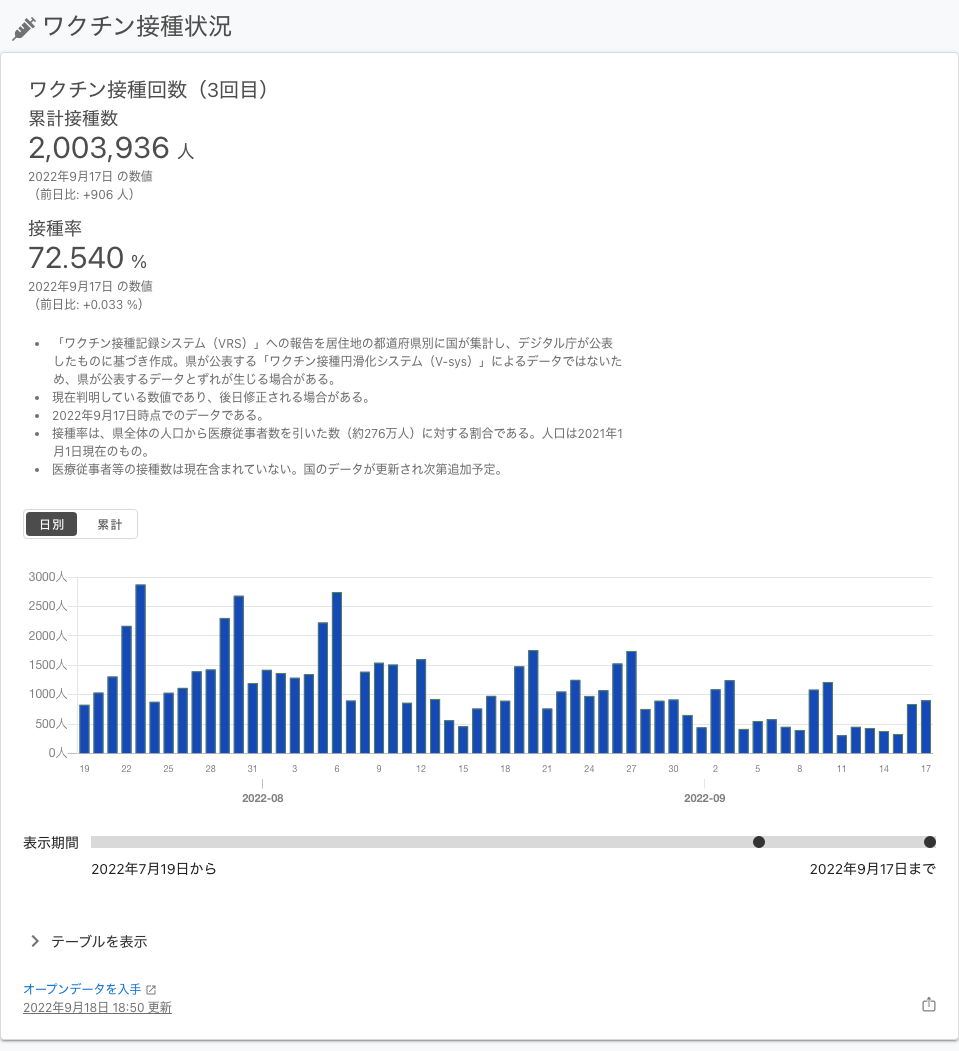 ワクチン接種状況
ワクチン接種回数（3回目）
累計接種数
2,003,936 人
2022年9月17日 の数値
（前日比: +906 人）
接種率
72.540 %
2022年9月17日 の数値
（前日比: +0.033 %）
• 「ワクチン接種記録システム（VRS）」への報告を居住地の都道府県別に国が集計し、デジタル庁が公表
したものに基づき作成。県が公表する「ワクチン接種円滑化システム（V-sys）」によるデータではないた
め、県が公表するデータとずれが生じる場合がある。
• 現在判明している数値であり、後日修正される場合がある。
• 2022年9月17日時点でのデータである。
• 接種率は、県全体の人口から医療従事者数を引いた数（約276万人）に対する割合である。人口は2021年1
月1日現在のもの。
• 医療従事者等の接種数は現在含まれていない。国のデータが更新され次第追加予定。
日別 累計
3000人
2500人
2000人
1500人
1000人
500人
0人
19 22 25 28 31 3 6 9 12 15 18 21 24 27 30 2 5 8 11 14 17
2022-08 2022-09
表示期間
2022年7月19日から 2022年9月17日まで
テーブルを表示
オープンデータを入手
2022年9月18日 18:50 更新